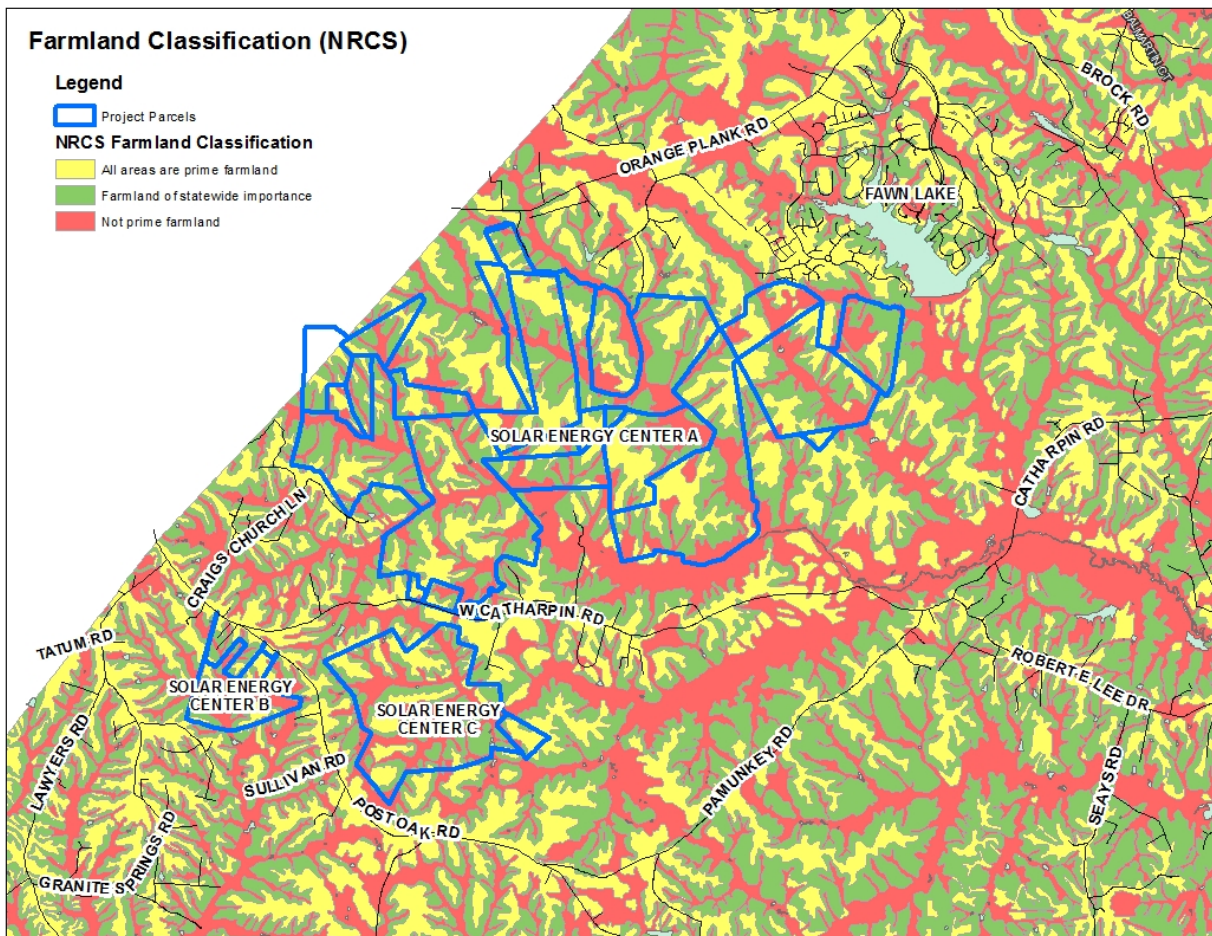 Farmland Classification (NRCS)
Legend
Project Parcels
NRCS Farmland Classification
All areas are prime farmland
Farmland of statewide importance
Not prime farmland
BALMARTIN CT
BROCK RD
ORANGE PLANK RD
FAWN LAKE
SOLAR ENERGY CENTER A
CATHARPIN RD
CRAIGS CHURCH LN
W CATHARPIN RD
TATUM RD
ROBERT E LEE DR
SOLAR ENERGY
CENTER B
SOLAR ENERGY
CENTER C
LAWYERS RD
SULLIVAN RD
PAMUNKEY RD
SEAYS RD
POST OAK RD
GRANITE SPRINGS RD